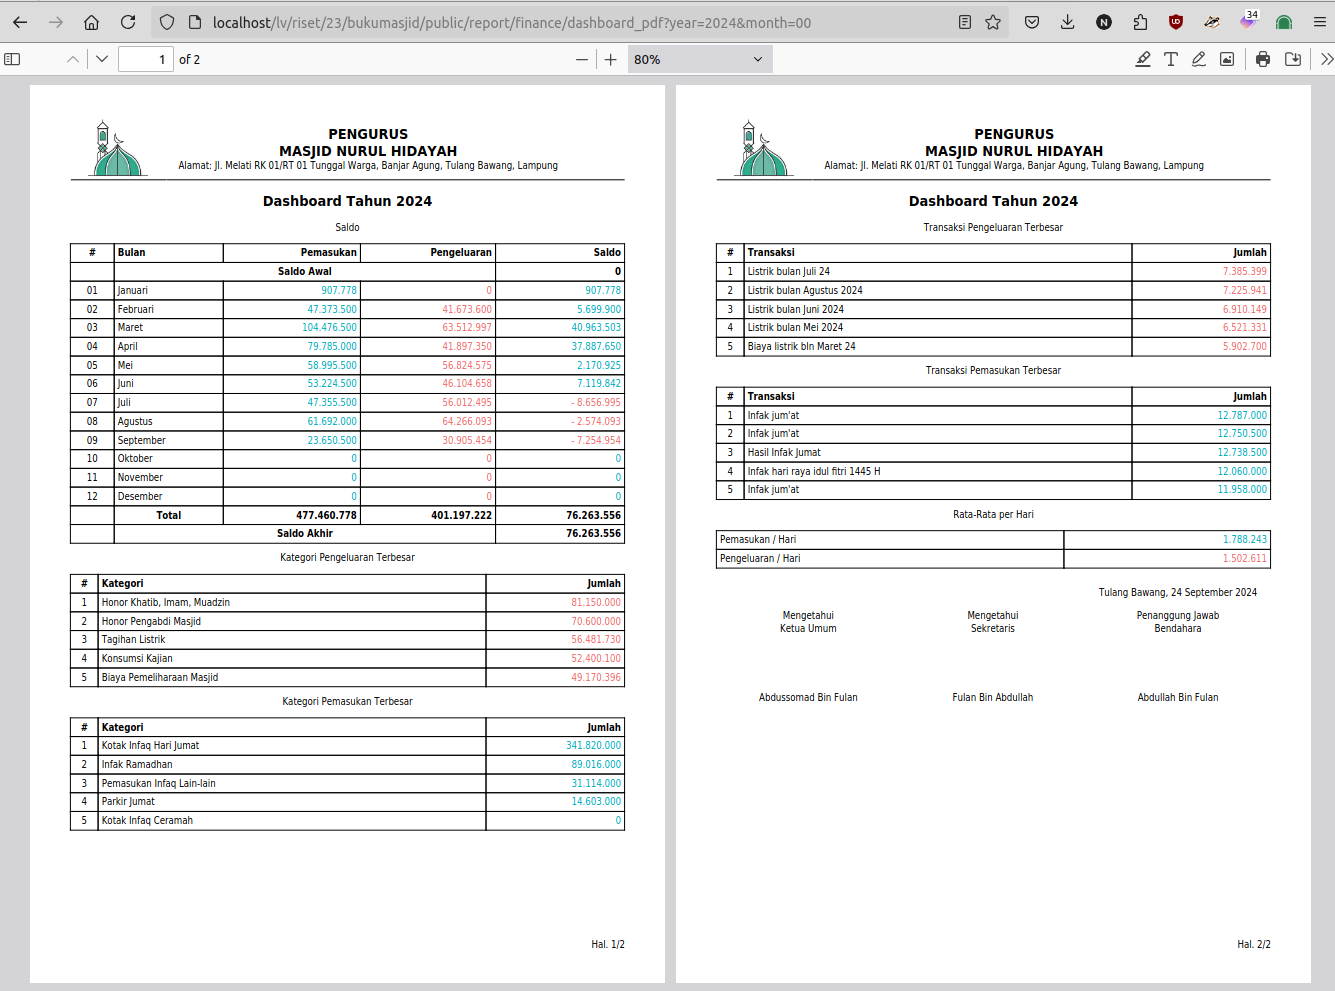 localhost/lv/riset/23/bukumasjid/public/report/finance/dashboard_pdf?year=2024&month=00
N
34
1 of 2
80%
PENGURUS
MASJID NURUL HIDAYAH
Alamat: Jl. Melati RK 01/RT 01 Tunggal Warga, Banjar Agung, Tulang Bawang, Lampung
Dashboard Tahun 2024
Saldo
# Bulan Pemasukan Pengeluaran Saldo
Saldo Awal 0
01 Januari 907.778 0 907.778
02 Februari 47.373.500 41.673.600 5.699.900
03 Maret 104.476.500 63.512.997 40.963.503
04 April 79.785.000 41.897.350 37.887.650
05 Mei 58.995.500 56.824.575 2.170.925
06 Juni 53.224.500 46.104.658 7.119.842
07 Juli 47.355.500 56.012.495 - 8.656.995
08 Agustus 61.692.000 64.266.093 - 2.574.093
09 September 23.650.500 30.905.454 - 7.254.954
10 Oktober 0 0 0
11 November 0 0 0
12 Desember 0 0 0
Total 477.460.778 401.197.222 76.263.556
Saldo Akhir 76.263.556
Kategori Pengeluaran Terbesar
# Kategori Jumlah
1 Honor Khatib, Imam, Muadzin 81.150.000
2 Honor Pengabdi Masjid 70.600.000
3 Tagihan Listrik 56.481.730
4 Konsumsi Kajian 52.400.100
5 Biaya Pemeliharaan Masjid 49.170.396
Kategori Pemasukan Terbesar
# Kategori Jumlah
1 Kotak Infaq Hari Jumat 341.820.000
2 Infak Ramadhan 89.016.000
3 Pemasukan Infaq Lain-lain 31.114.000
4 Parkir Jumat 14.603.000
5 Kotak Infaq Ceramah 0
Hal. 1/2
PENGURUS
MASJID NURUL HIDAYAH
Alamat: Jl. Melati RK 01/RT 01 Tunggal Warga, Banjar Agung, Tulang Bawang, Lampung
Dashboard Tahun 2024
Transaksi Pengeluaran Terbesar
# Transaksi Jumlah
1 Listrik bulan Juli 24 7.385.399
2 Listrik bulan Agustus 2024 7.225.941
3 Listrik bulan Juni 2024 6.910.149
4 Listrik bulan Mei 2024 6.521.331
5 Biaya listrik bln Maret 24 5.902.700
Transaksi Pemasukan Terbesar
# Transaksi Jumlah
1 Infak jum'at 12.787.000
2 Infak jum'at 12.750.500
3 Hasil Infak Jumat 12.738.500
4 Infak hari raya idul fitri 1445 H 12.060.000
5 Infak jum'at 11.958.000
Rata-Rata per Hari
Pemasukan / Hari 1.788.243
Pengeluaran / Hari 1.502.611
Tulang Bawang, 24 September 2024
Mengetahui Mengetahui Penanggung Jawab
Ketua Umum Sekretaris Bendahara
Abdussomad Bin Fulan Fulan Bin Abdullah Abdullah Bin Fulan
Hal. 2/2